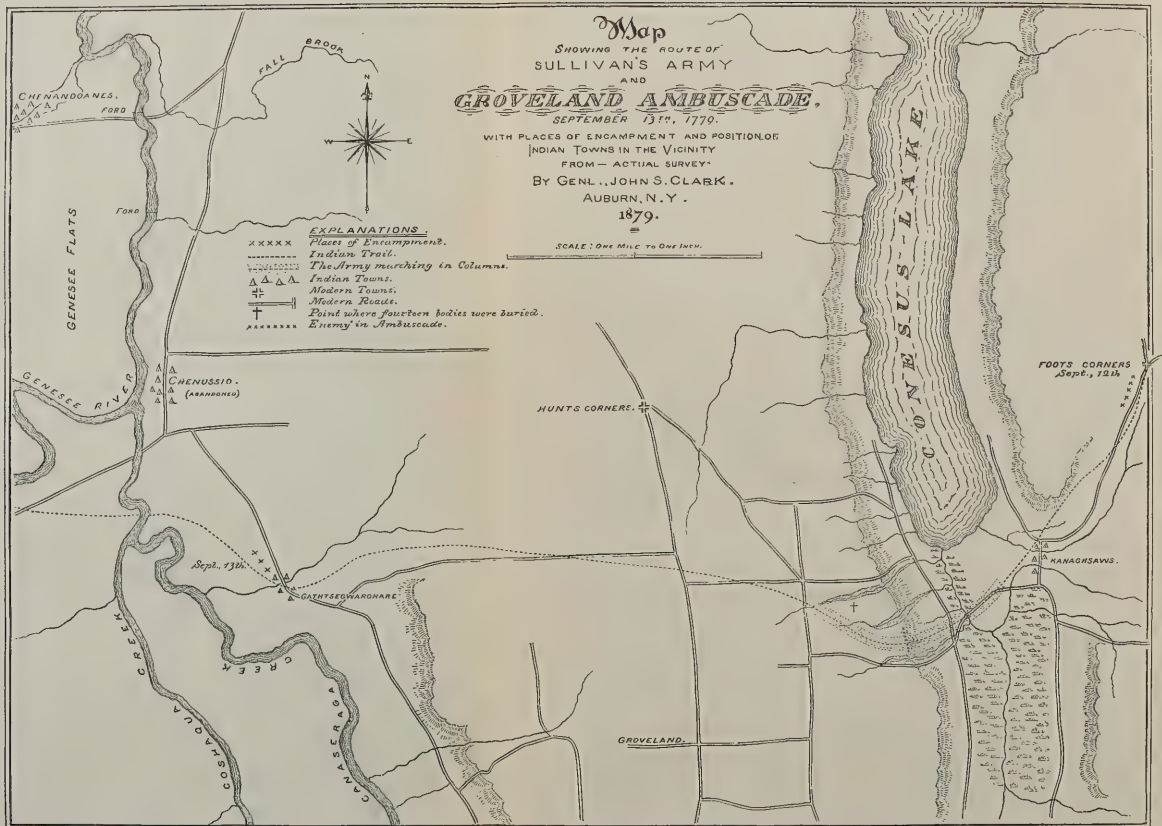 Map
SHOWING THE ROUTE OF
SULLIVAN'S ARMY
AND
GROVELAND AMBUSCADE,
SEPTEMBER 13TH, 1779.
WITH PLACES OF ENCAMPMENT AND POSITION OF
INDIAN TOWNS IN THE VICINITY
FROM — ACTUAL SURVEY
BY GENL., JOHN S. CLARK.
AUBURN, N.Y.
1879.
SCALE: ONE MILE TO ONE INCH.
N
W
E
S
EXPLANATIONS.
Places of Encampment.
Indian Trail.
The Army marching in Columns.
Indian Towns.
Modern Towns.
Modern Roads.
Point where fourteen bodies were buried.
Enemy in Ambuscade.
FALL BROOK
CHENANDOANES.
FORD
FORD
GENESEE FLATS
CHENUSSIO.
(ABANDONED)
GENESEE RIVER
HUNTS CORNERS.
CONESUS-LAKE
FOOTS CORNERS
Sept., 12th
KANAGHSAWS.
Sept., 13th.
GATHTSEGWAROHARE
COSHAQUA CREEK
CANASERAGA CREEK
GROVELAND.